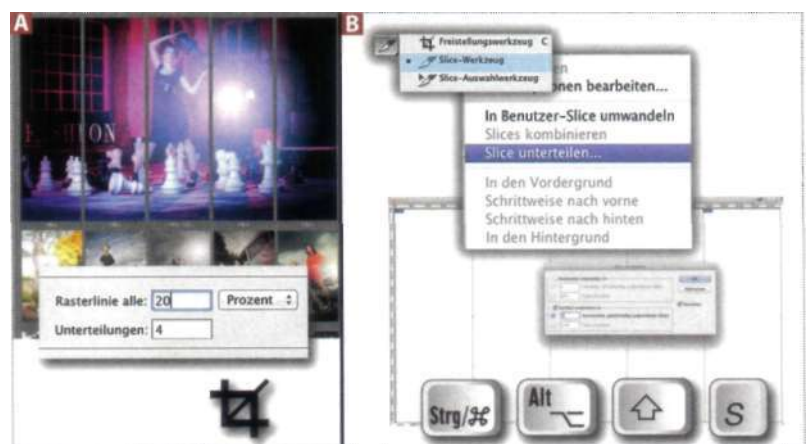 A
HION
Rasterlinie alle: 20 Prozent
Unterteilungen: 4
B
Freistellungswerkzeug C
Slice-Werkzeug
Slice-Auswahlwerkzeug
onen bearbeiten...
In Benutzer-Slice umwandeln
Slices kombinieren
Slice unterteilen...
In den Vordergrund
Schrittweise nach vorne
Schrittweise nach hinten
In den Hintergrund
Strg/⌘
Alt
S